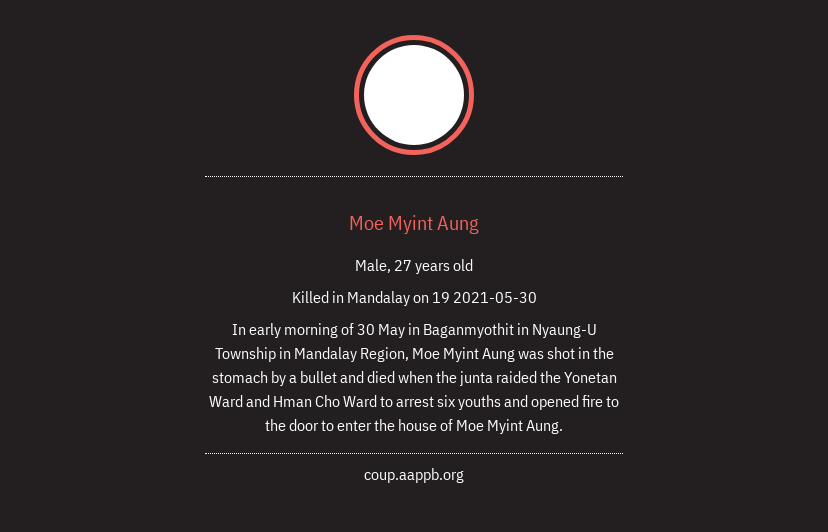 Moe Myint Aung
Male, 27 years old
Killed in Mandalay on 19 2021-05-30
In early morning of 30 May in Baganmyothit in Nyaung-U
Township in Mandalay Region, Moe Myint Aung was shot in the
stomach by a bullet and died when the junta raided the Yonetan
Ward and Hman Cho Ward to arrest six youths and opened fire to
the door to enter the house of Moe Myint Aung.
coup.aappb.org